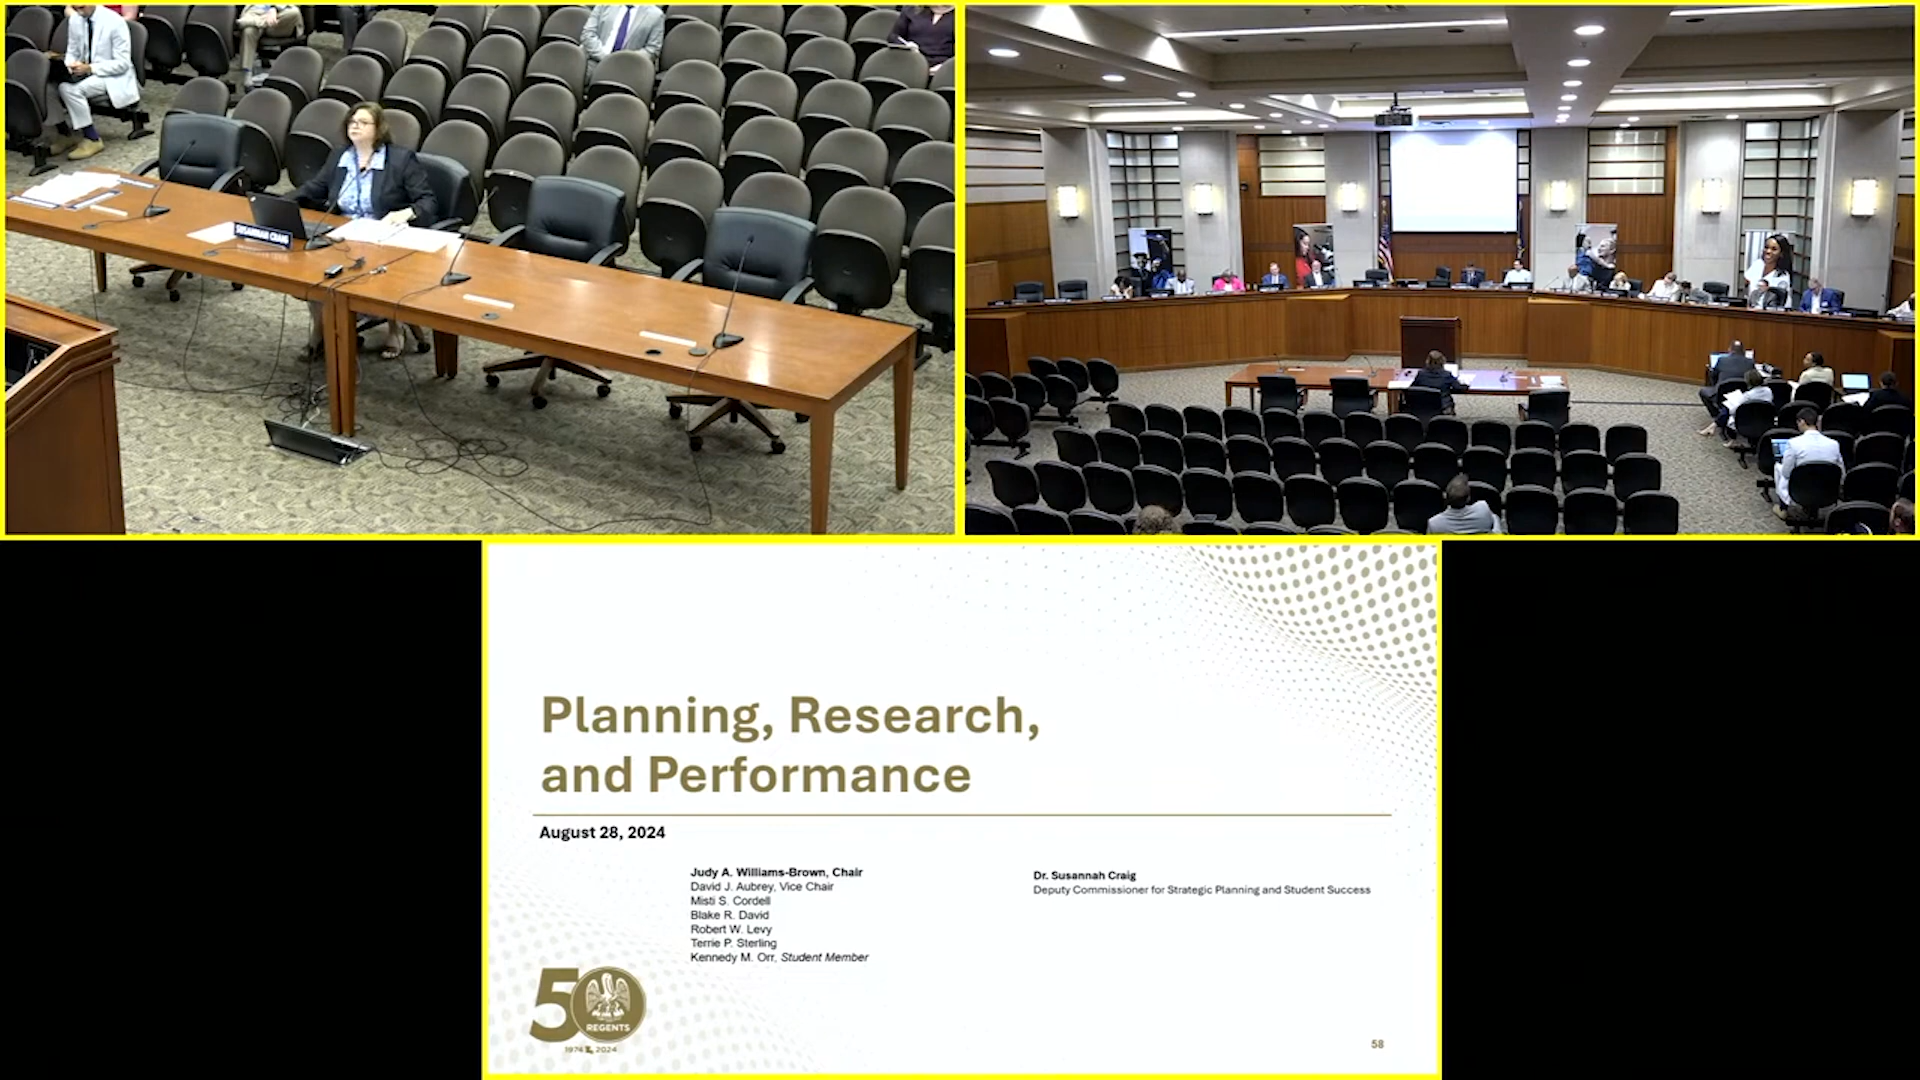 SUSANNAH CRAIG
Planning, Research,
and Performance
August 28, 2024
Judy A. Williams-Brown, Chair
David J. Aubrey, Vice Chair
Misti S. Cordell
Blake R. David
Robert W. Levy
Terrie P. Sterling
Kennedy M. Orr, Student Member
Dr. Susannah Craig
Deputy Commissioner for Strategic Planning and Student Success
50
REGENTS
1974 2024
58